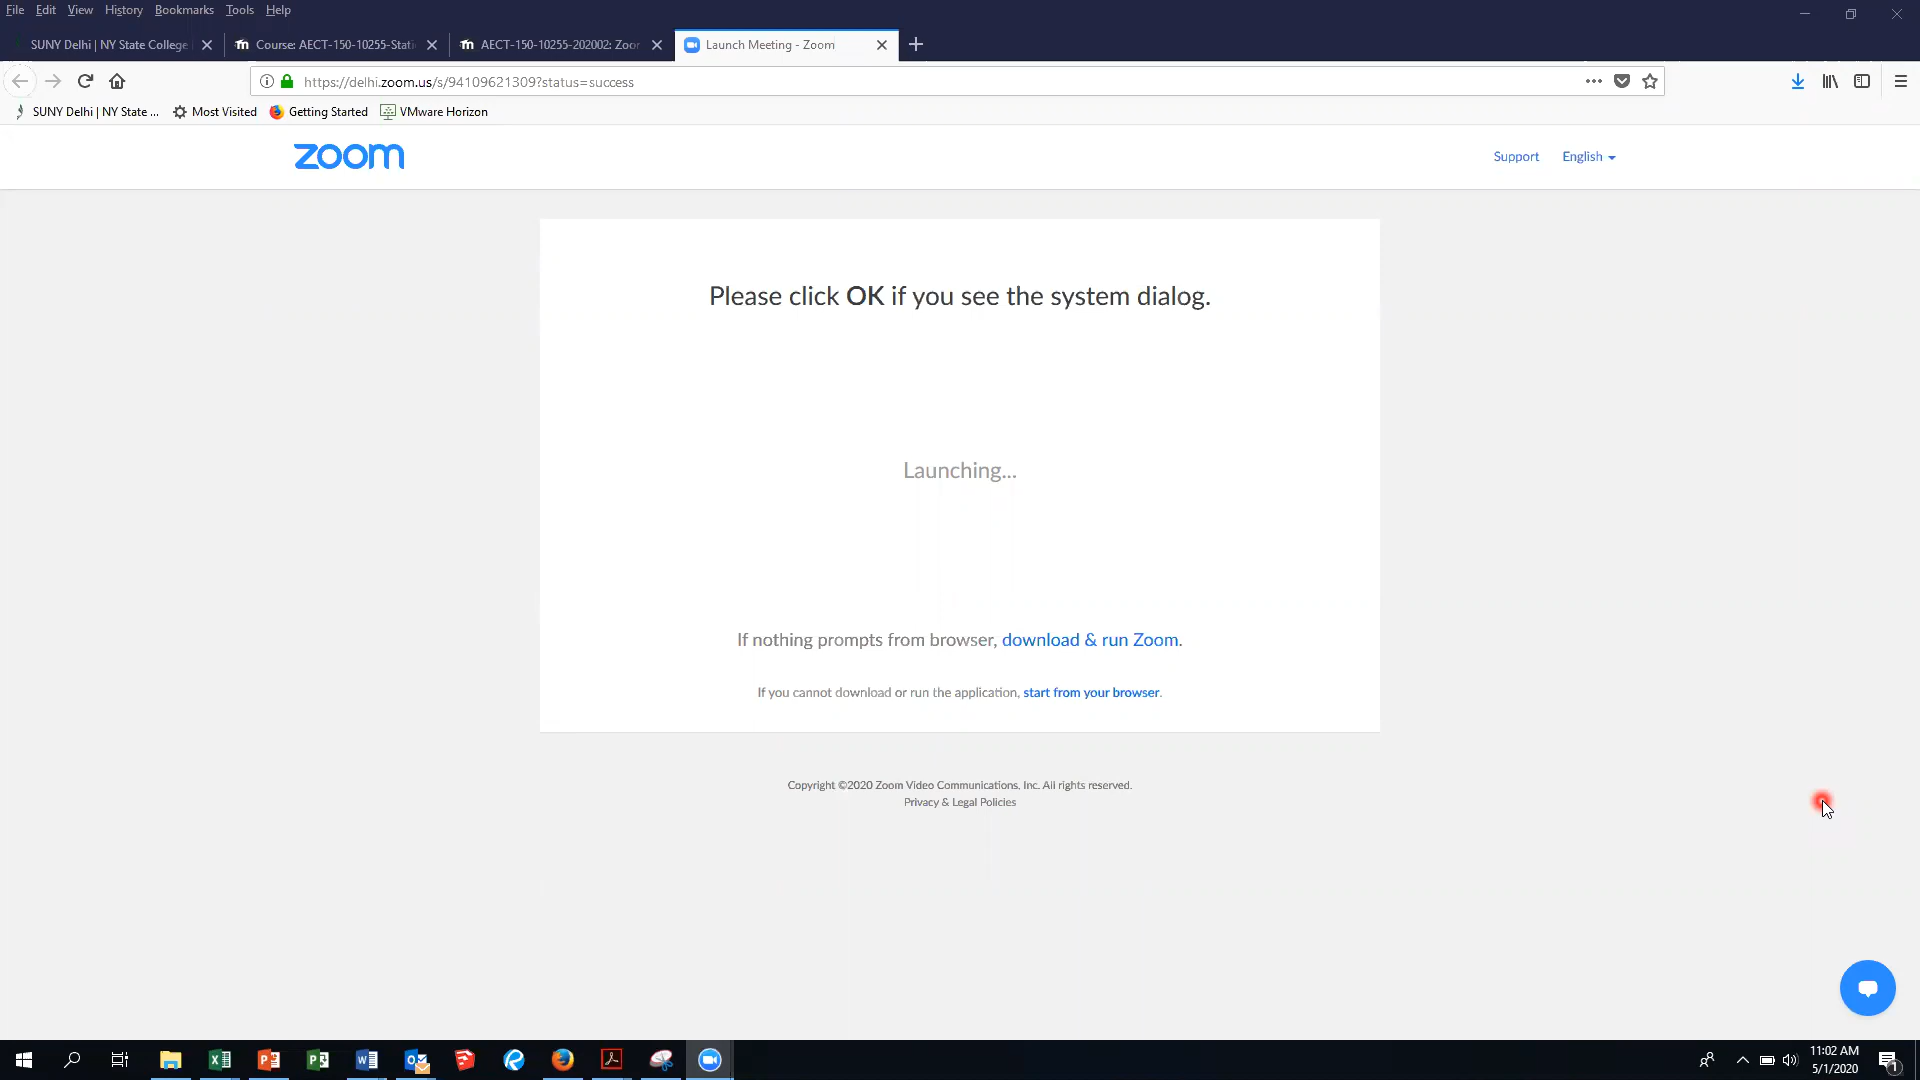 File Edit View History Bookmarks Tools Help
SUNY Delhi | NY State College
Course: AECT-150-10255-Stati
AECT-150-10255-202002: Zoor
Launch Meeting - Zoom
https://delhi.zoom.us/s/94109621309?status=success
SUNY Delhi | NY State ... Most Visited Getting Started VMware Horizon
zoom
Support English
Please click OK if you see the system dialog.
Launching...
If nothing prompts from browser, download & run Zoom.
If you cannot download or run the application, start from your browser.
Copyright ©2020 Zoom Video Communications, Inc. All rights reserved.
Privacy & Legal Policies
11:02 AM
5/1/2020
1